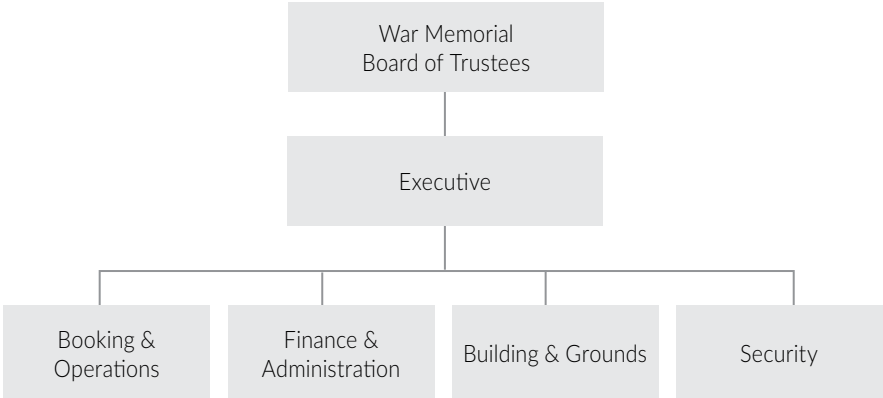 War Memorial
Board of Trustees
Executive
Booking &
Operations
Finance &
Administration
Building & Grounds
Security